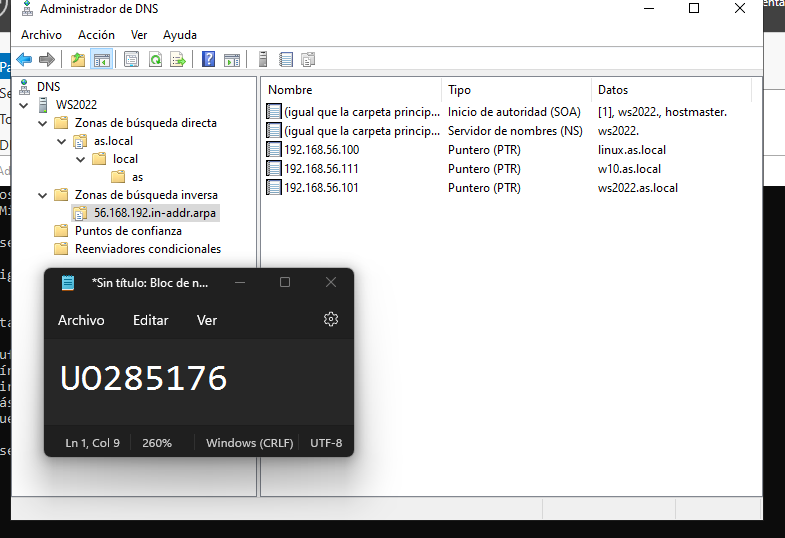 Administrador de DNS
Archivo Acción Ver Ayuda
DNS
WS2022
Zonas de búsqueda directa
as.local
local
as
Zonas de búsqueda inversa
56.168.192.in-addr.arpa
Puntos de confianza
Reenviadores condicionales
Nombre Tipo Datos
(igual que la carpeta princip... Inicio de autoridad (SOA) [1], ws2022., hostmaster.
(igual que la carpeta princip... Servidor de nombres (NS) ws2022.
192.168.56.100 Puntero (PTR) linux.as.local
192.168.56.111 Puntero (PTR) w10.as.local
192.168.56.101 Puntero (PTR) ws2022.as.local
*Sin título: Bloc de n...
Archivo Editar Ver
UO285176
Ln 1, Col 9 260% Windows (CRLF) UTF-8